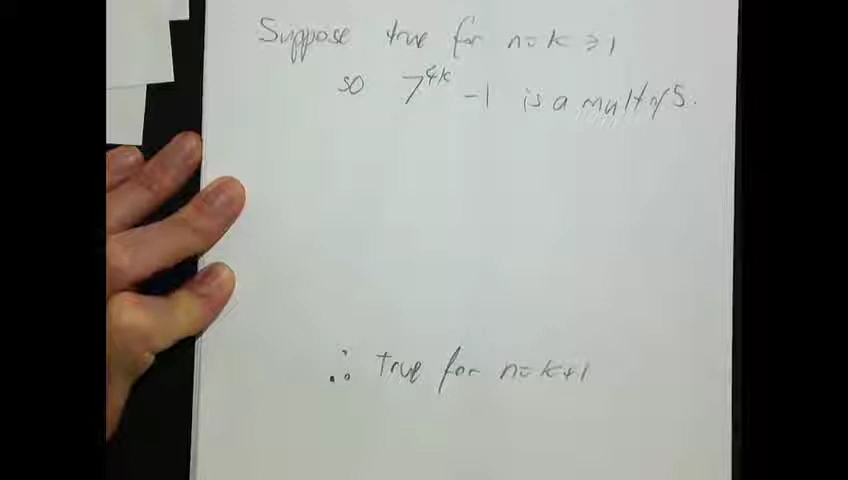 Suppose true for n=k ≥ 1
so 7^{4k} - 1 is a mult of 5.
∴ true for n=k+1